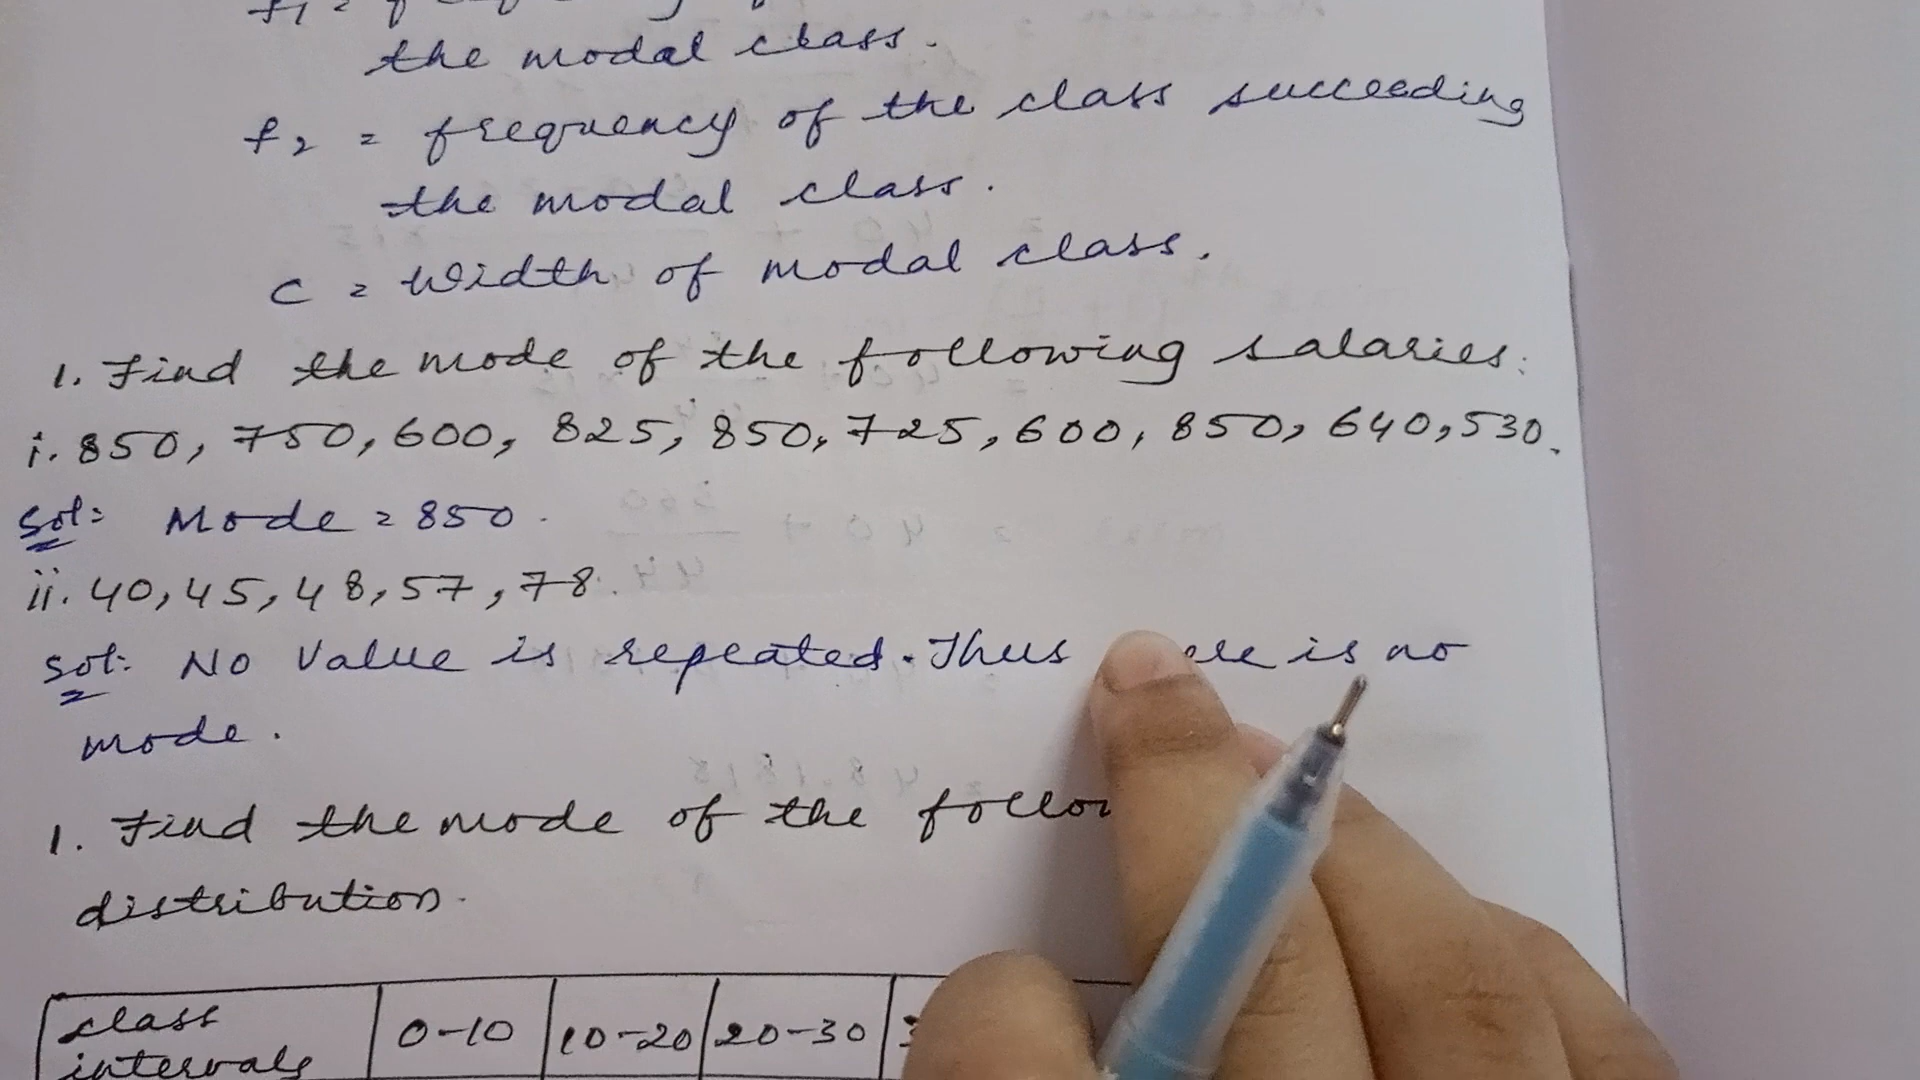 the modal class.
f2 = frequency of the class succeeding
the modal class.
c = Width of modal class.
1. Find the mode of the following salaries:
i. 850, 750, 600, 825, 850, 725, 600, 850, 640, 530.
Sol: Mode = 850.
ii. 40, 45, 48, 57, 78.
Sol: No Value is repeated. Thus is no
mode.
1. Find the mode of the
distribution.
class 0-10 10-20 20-30
intervals